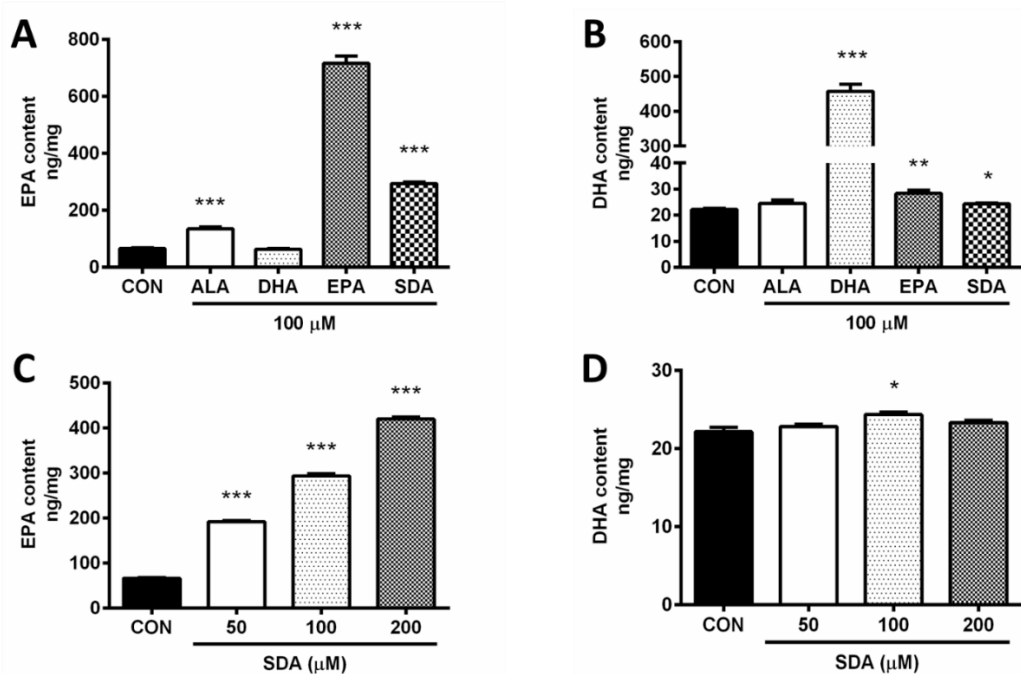 A
EPA content
ng/mg
800
600
400
200
0
***
***
***
CON ALA DHA EPA SDA
100 μM
B
DHA content
ng/mg
600
500
400
300
200
100
40
30
20
10
0
***
**
*
CON ALA DHA EPA SDA
100 μM
C
EPA content
ng/mg
500
400
300
200
100
0
***
***
***
CON 50 100 200
SDA (μM)
D
DHA content
ng/mg
30
20
10
0
*
CON 50 100 200
SDA (μM)